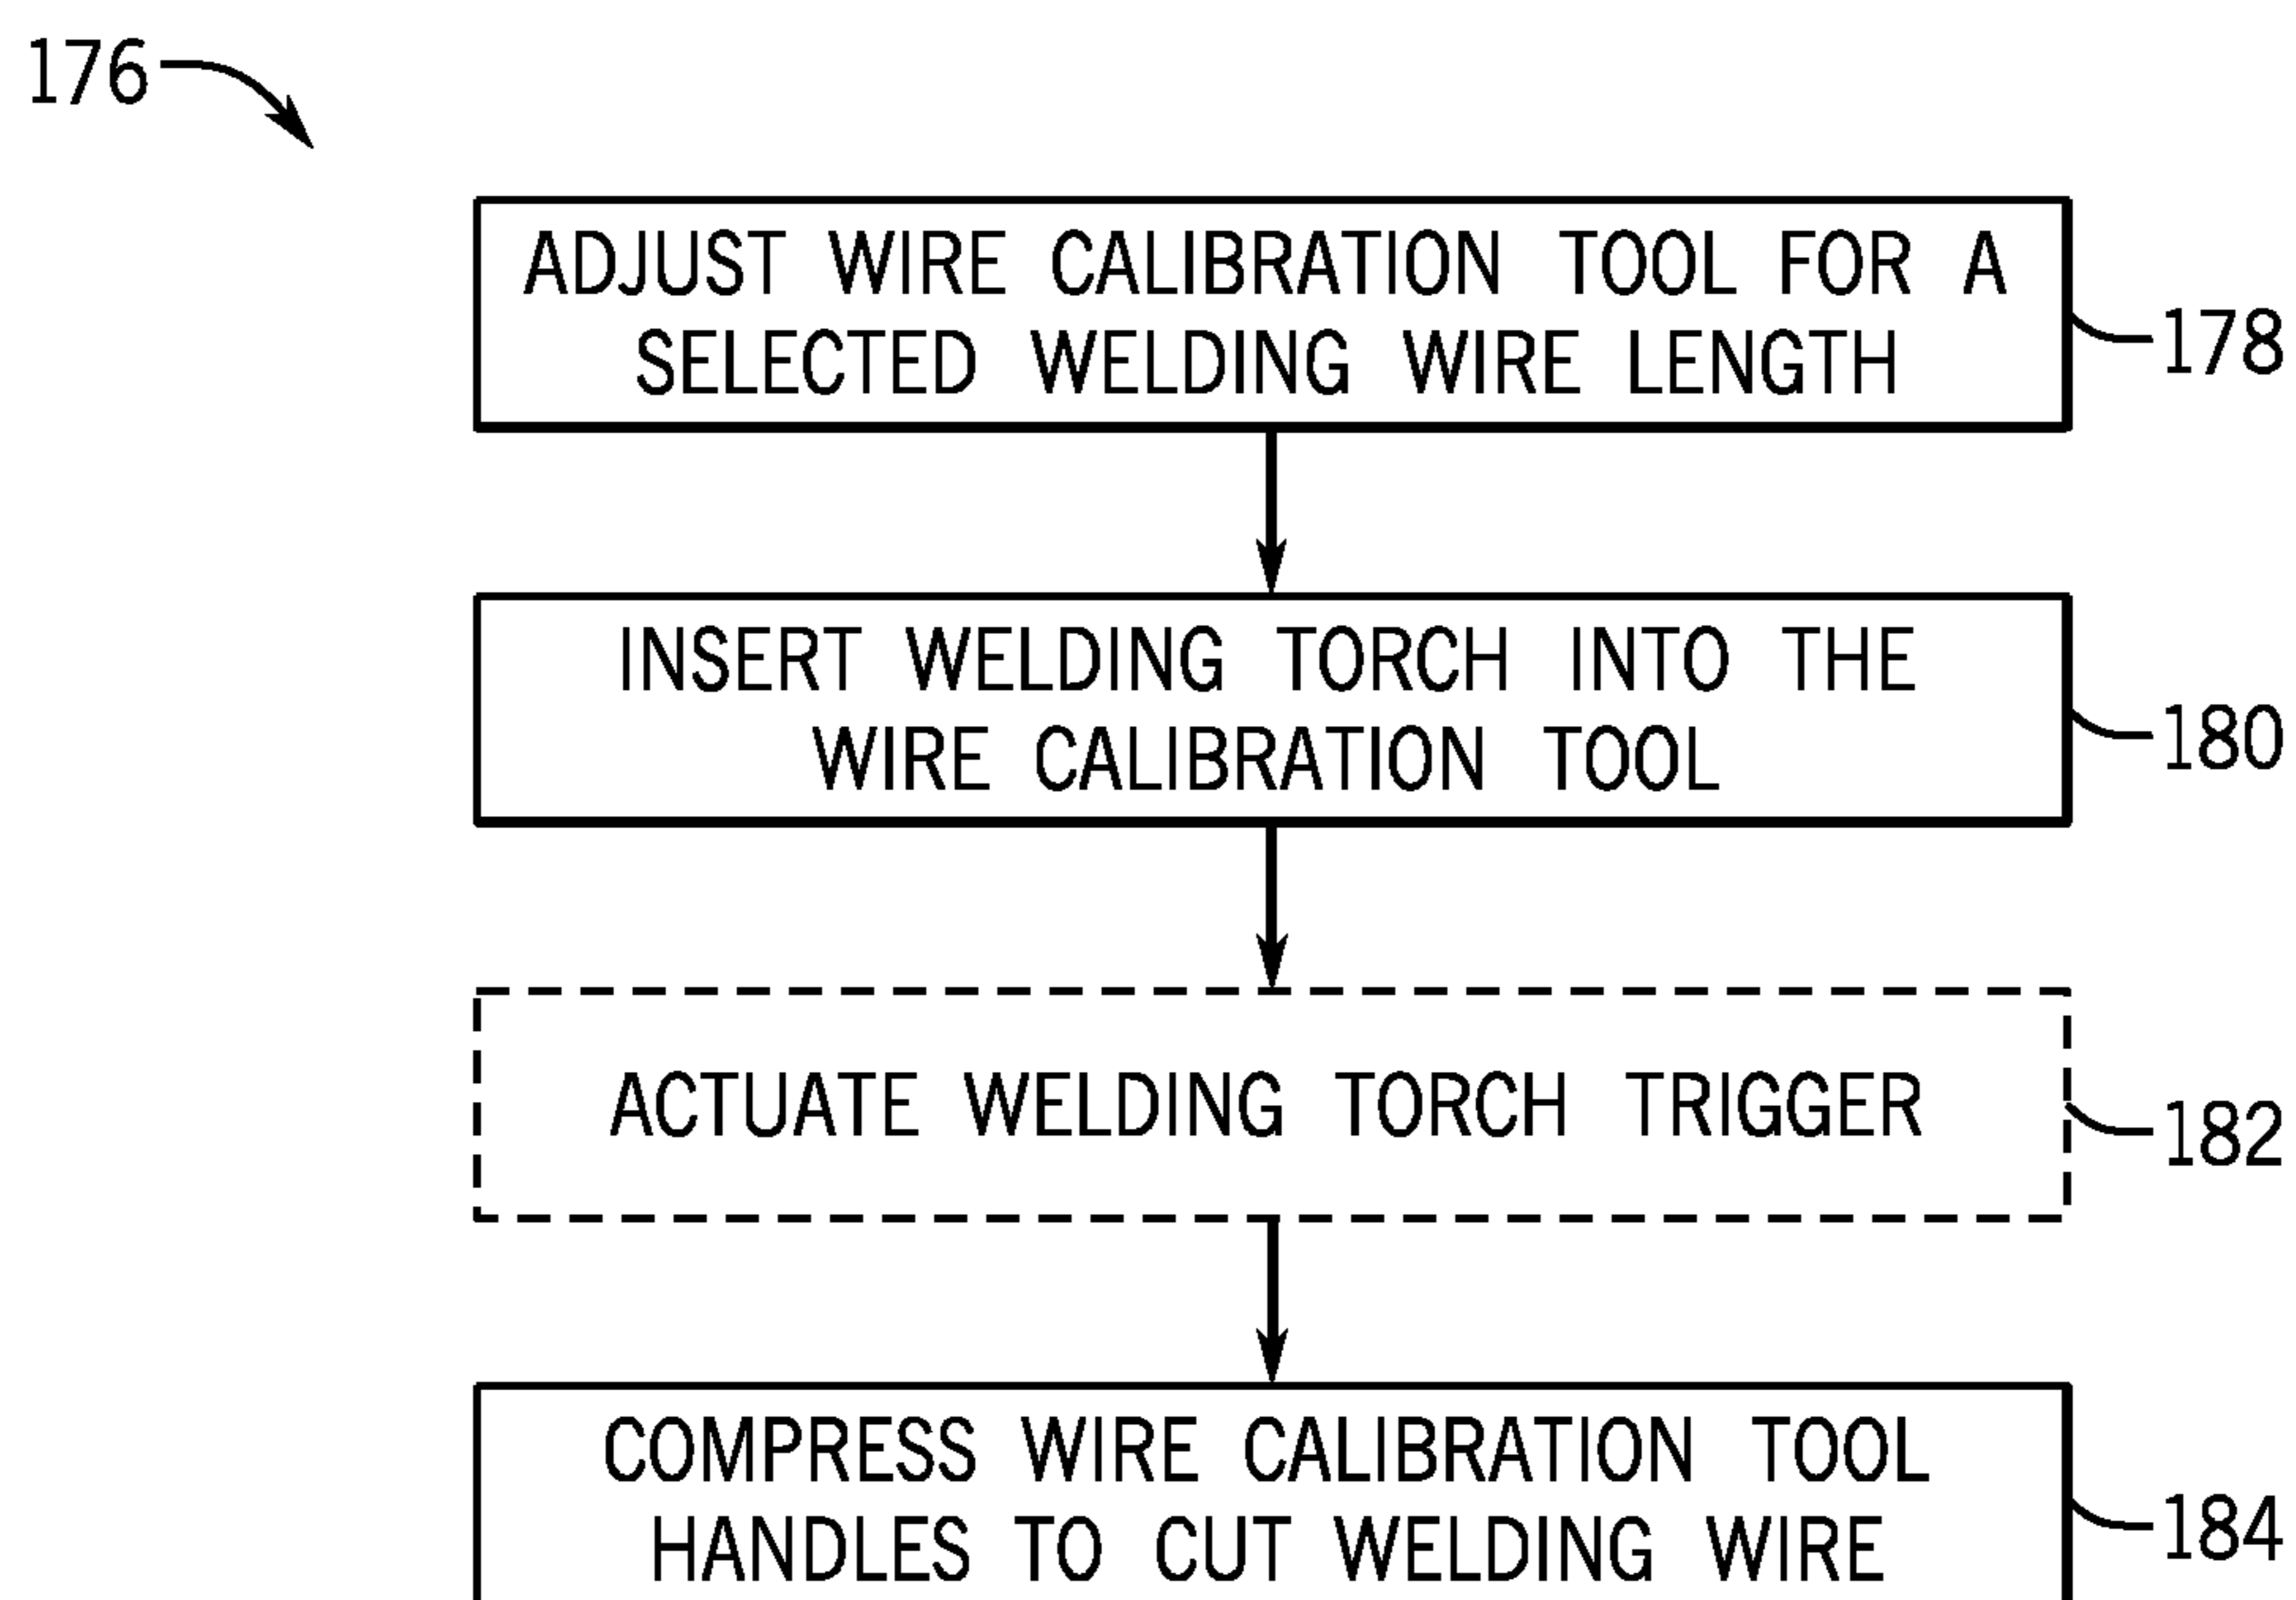 176
ADJUST WIRE CALIBRATION TOOL FOR A
SELECTED WELDING WIRE LENGTH
178
INSERT WELDING TORCH INTO THE
WIRE CALIBRATION TOOL
180
ACTUATE WELDING TORCH TRIGGER
182
COMPRESS WIRE CALIBRATION TOOL
HANDLES TO CUT WELDING WIRE
184